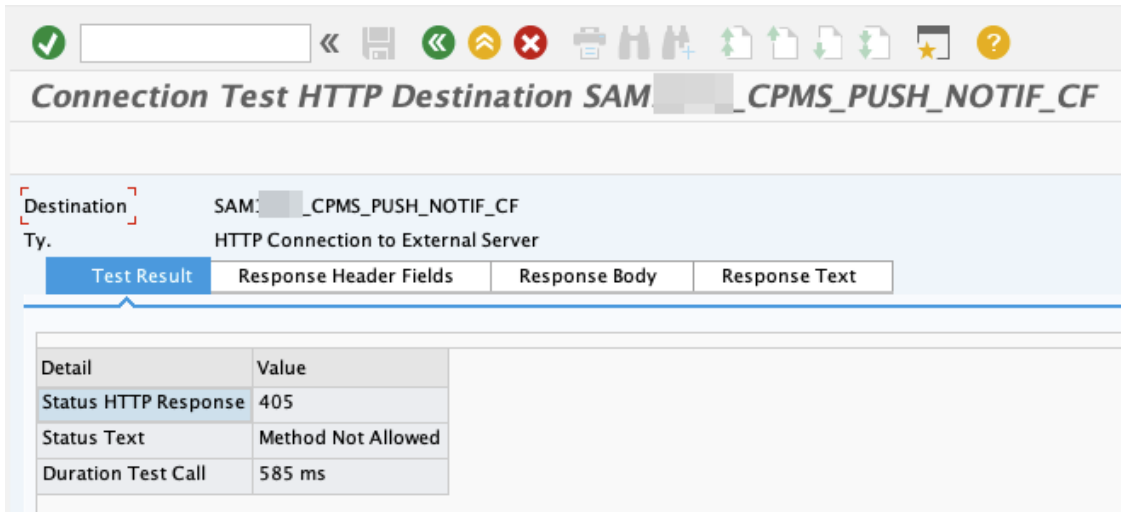 Connection Test HTTP Destination SAM _CPMS_PUSH_NOTIF_CF
Destination SAM _CPMS_PUSH_NOTIF_CF
Ty. HTTP Connection to External Server
Test Result Response Header Fields Response Body Response Text
Detail Value
Status HTTP Response 405
Status Text Method Not Allowed
Duration Test Call 585 ms